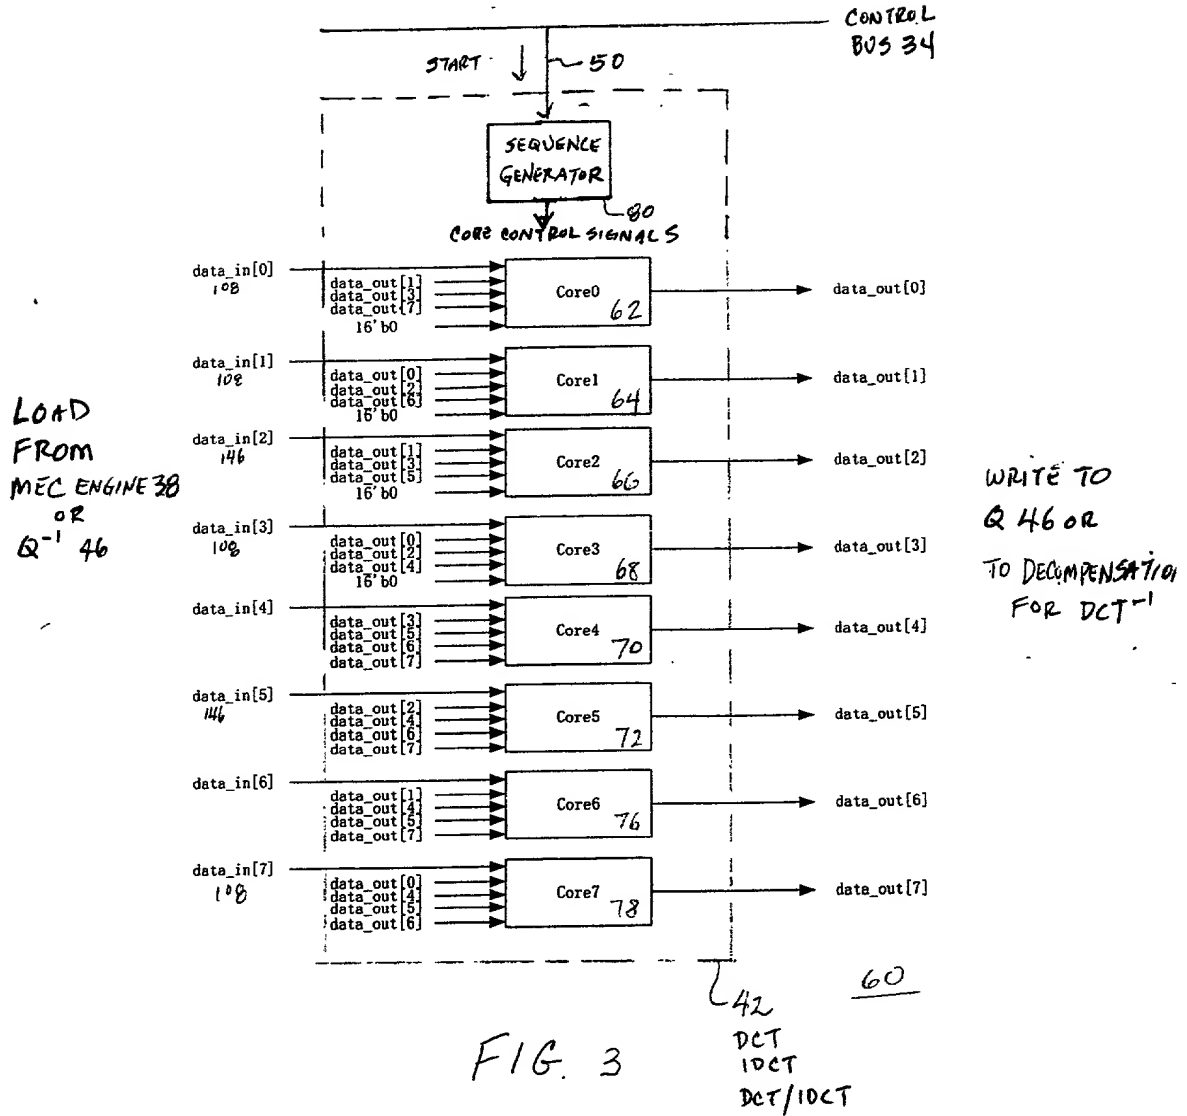 CONTROL
BUS 34
START
50
SEQUENCE
GENERATOR
80
CORE CONTROL SIGNALS
data_in[0]
108
data_out[1]
data_out[3]
data_out[7]
16'b0
Core0
62
data_out[0]
data_in[1]
108
data_out[0]
data_out[2]
data_out[6]
16'b0
Core1
64
data_out[1]
LOAD
FROM
MEC ENGINE 38
OR
Q-1 46
data_in[2]
146
data_out[1]
data_out[3]
data_out[5]
16'b0
Core2
66
data_out[2]
WRITE TO
Q 46 OR
TO DECOMPENSATION
FOR DCT-1
data_in[3]
108
data_out[0]
data_out[2]
data_out[4]
16'b0
Core3
68
data_out[3]
data_in[4]
data_out[3]
data_out[5]
data_out[6]
data_out[7]
Core4
70
data_out[4]
data_in[5]
146
data_out[2]
data_out[4]
data_out[6]
data_out[7]
Core5
72
data_out[5]
data_in[6]
data_out[1]
data_out[4]
data_out[5]
data_out[7]
Core6
76
data_out[6]
data_in[7]
108
data_out[0]
data_out[4]
data_out[5]
data_out[6]
Core7
78
data_out[7]
60
42
DCT
IDCT
DCT/IDCT
FIG. 3